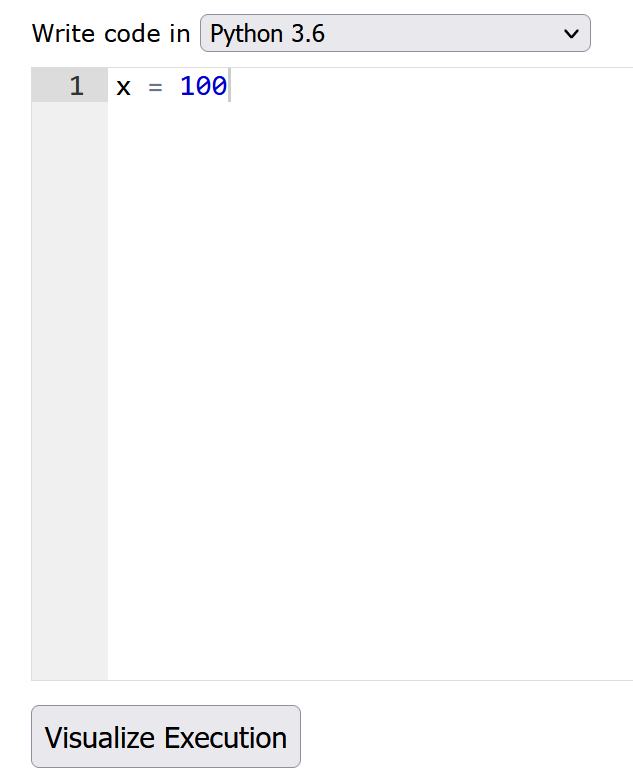 Write code in Python 3.6
1 x = 100
Visualize Execution